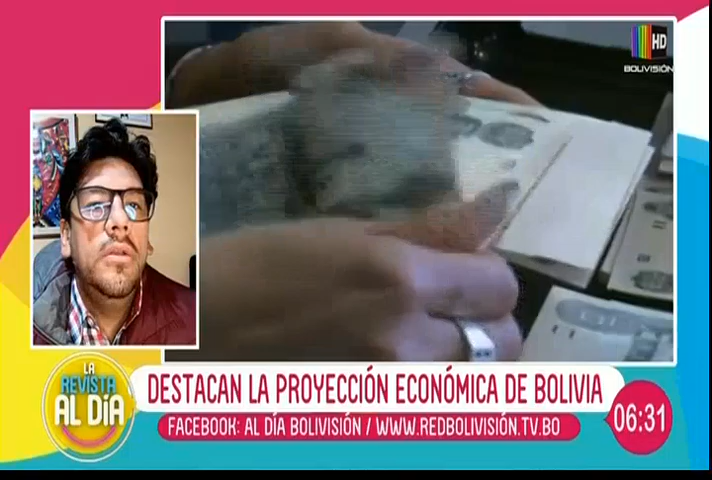 HD
BOLIVISIÓN
LA
REVISTA
AL DÍA
DESTACAN LA PROYECCIÓN ECONÓMICA DE BOLIVIA
FACEBOOK: AL DÍA BOLIVISIÓN / WWW.REDBOLIVISIÓN.TV.BO
06:31